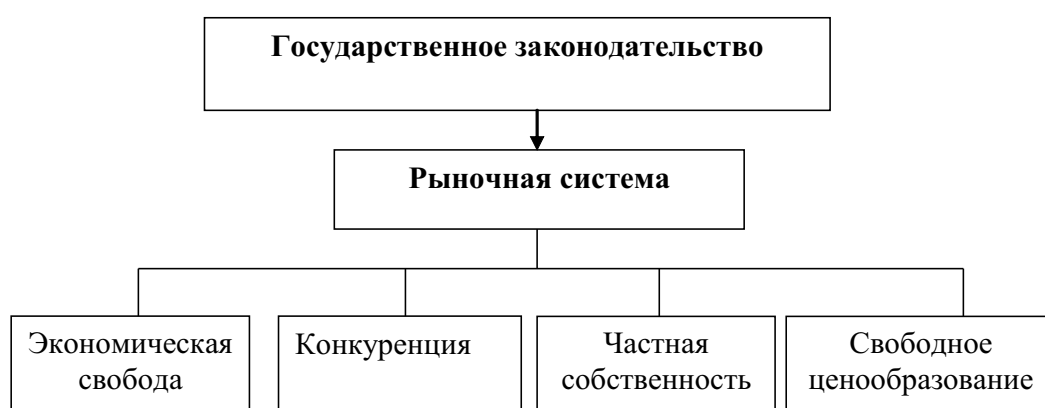 Государственное законодательство
Рыночная система
Экономическая
свобода
Конкуренция
Частная
собственность
Свободное
ценообразование